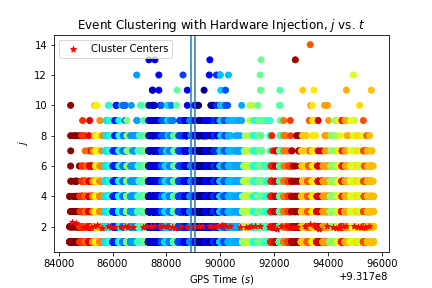 Event Clustering with Hardware Injection, j vs. t
Cluster Centers
14
12
10
8
6
4
2
j
84000 86000 88000 90000 92000 94000 96000
GPS Time (s)
+9.317e8